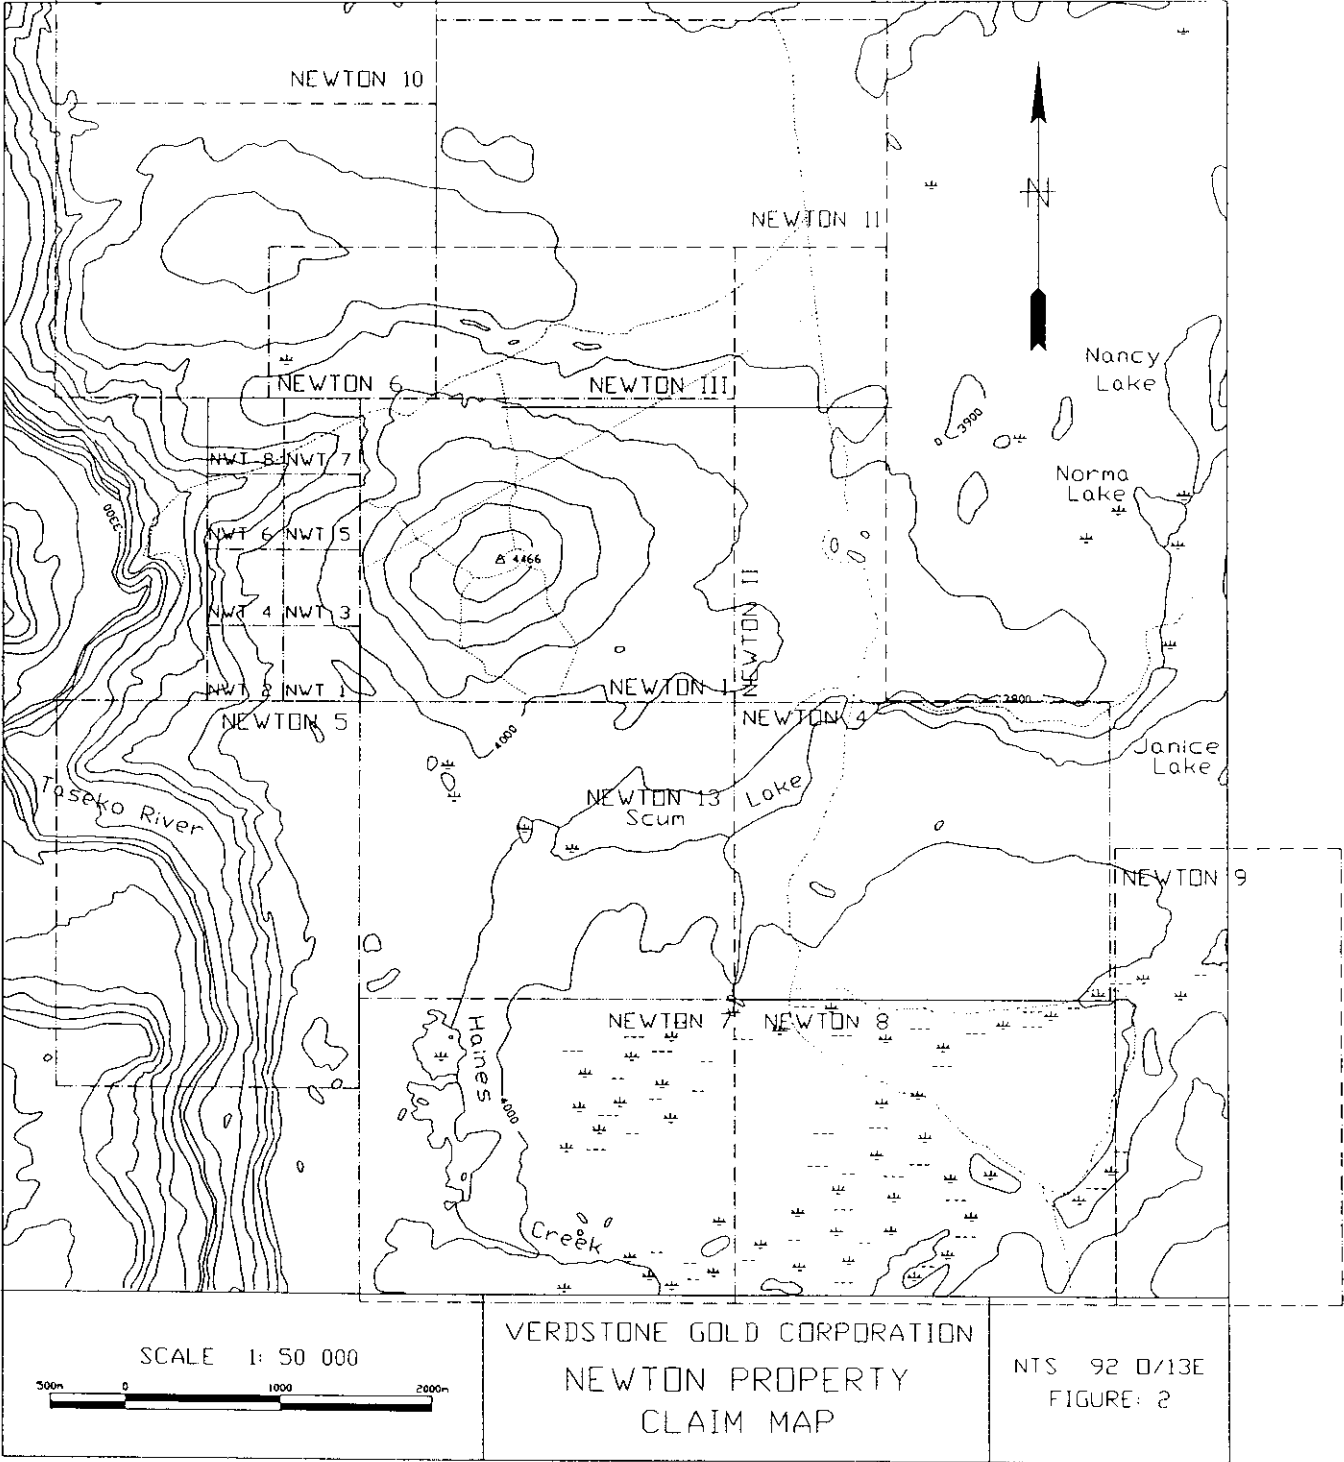 NEWTON 10
NEWTON 11
N
Nancy
Lake
NEWTON 6
NEWTON III
3900
NWT 8
NWT 7
Norma
Lake
3300
NWT 6
NWT 5
4466
NEWTON II
NWT 4
NWT 3
NWT 2
NWT 1
NEWTON 1
3800
NEWTON 5
NEWTON 4
4000
Janice
Lake
Taseko River
NEWTON 13
Scum Lake
NEWTON 9
NEWTON 7
NEWTON 8
Haines
4000
Creek
SCALE 1: 50 000
500m 0 1000 2000m
VERDSTONE GOLD CORPORATION
NEWTON PROPERTY
CLAIM MAP
NTS 92 O/13E
FIGURE: 2